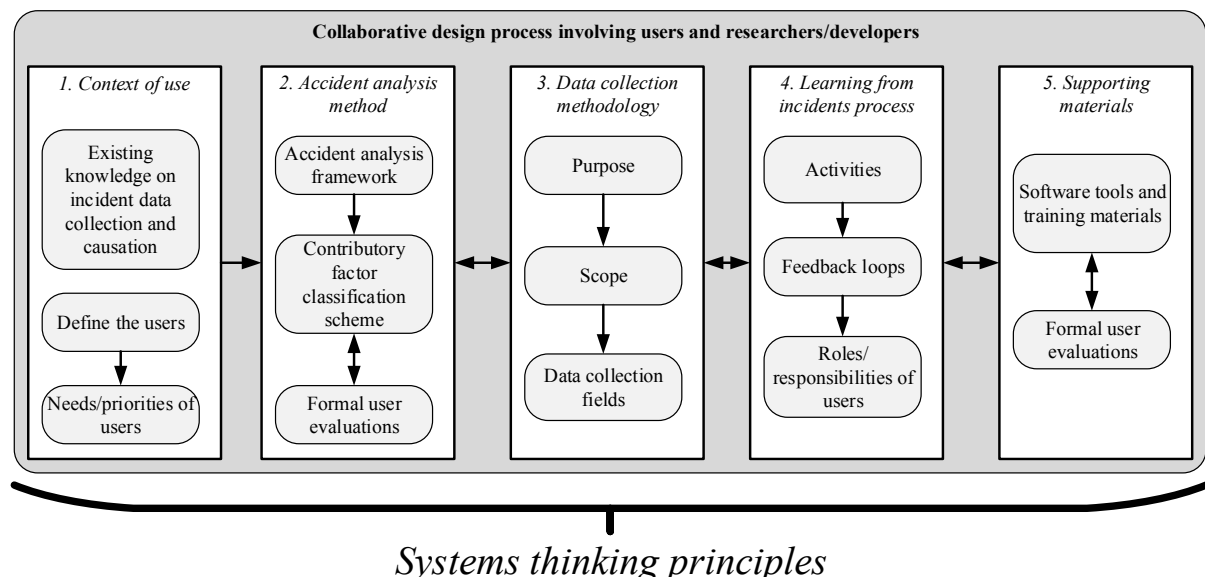 Collaborative design process involving users and researchers/developers
1. Context of use
Existing
knowledge on
incident data
collection and
causation
Define the users
Needs/priorities of
users
2. Accident analysis
method
Accident analysis
framework
Contributory
factor
classification
scheme
Formal user
evaluations
3. Data collection
methodology
Purpose
Scope
Data collection
fields
4. Learning from
incidents process
Activities
Feedback loops
Roles/
responsibilities of
users
5. Supporting
materials
Software tools and
training materials
Formal user
evaluations
Systems thinking principles